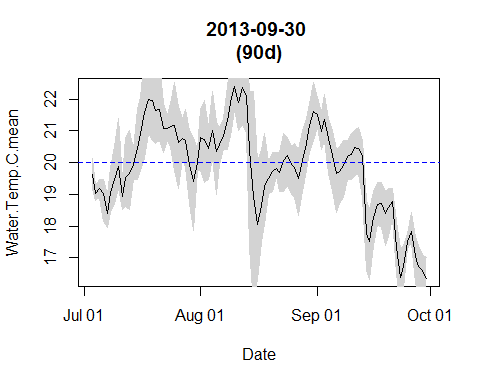 2013-09-30
(90d)
Water.Temp.C.mean
22
21
20
19
18
17
Jul 01
Aug 01
Sep 01
Oct 01
Date